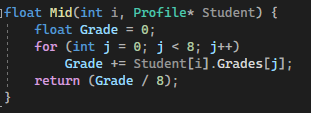 float Mid(int i, Profile* Student) {
    float Grade = 0;
    for (int j = 0; j < 8; j++)
        Grade += Student[i].Grades[j];
    return (Grade / 8);
}